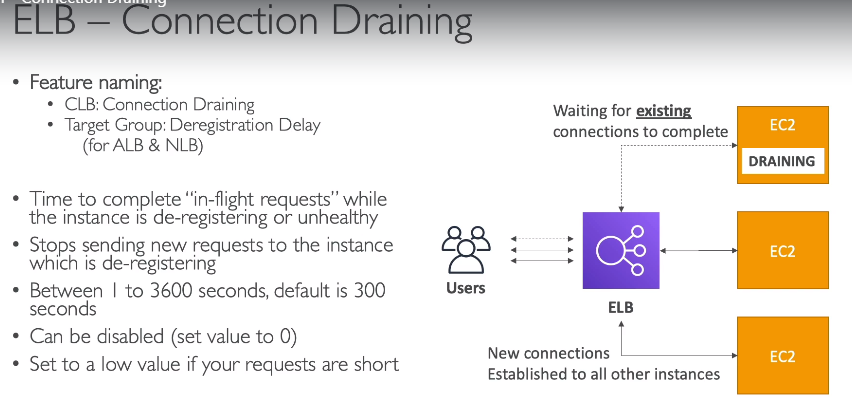 Connection Draining
ELB – Connection Draining
• Feature naming:
• CLB: Connection Draining
• Target Group: Deregistration Delay
(for ALB & NLB)
• Time to complete “in-flight requests” while
the instance is de-registering or unhealthy
• Stops sending new requests to the instance
which is de-registering
• Between 1 to 3600 seconds, default is 300
seconds
• Can be disabled (set value to 0)
• Set to a low value if your requests are short
Waiting for existing
connections to complete
EC2
DRAINING
Users
ELB
EC2
New connections
Established to all other instances
EC2